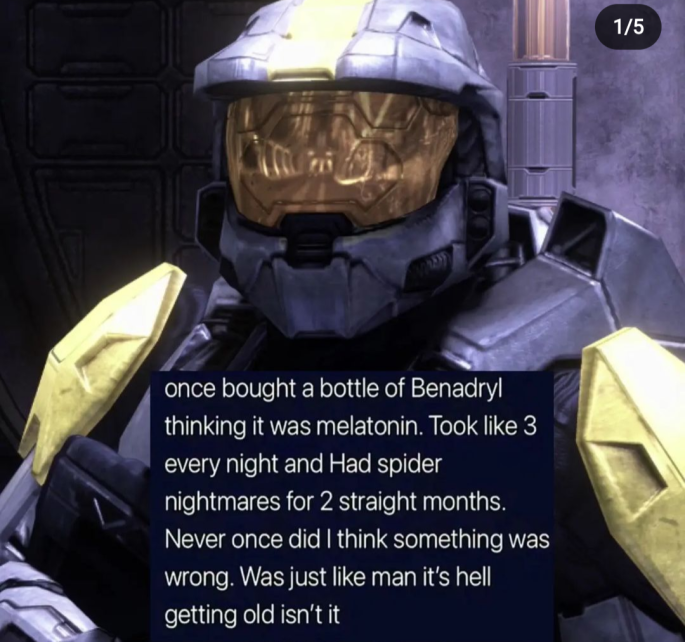 1/5
once bought a bottle of Benadryl
thinking it was melatonin. Took like 3
every night and Had spider
nightmares for 2 straight months.
Never once did I think something was
wrong. Was just like man it's hell
getting old isn't it